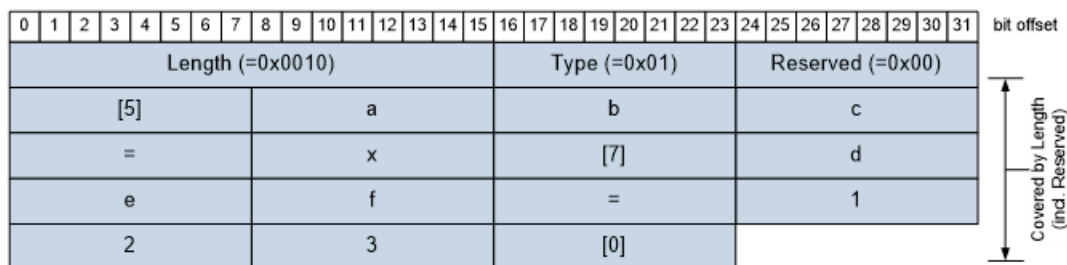 0 1 2 3 4 5 6 7 8 9 10 11 12 13 14 15 16 17 18 19 20 21 22 23 24 25 26 27 28 29 30 31 bit offset
Length (=0x0010) Type (=0x01) Reserved (=0x00)
[5] a b c
= x [7] d
e f = 1
2 3 [0]
Covered by Length
(incl. Reserved)